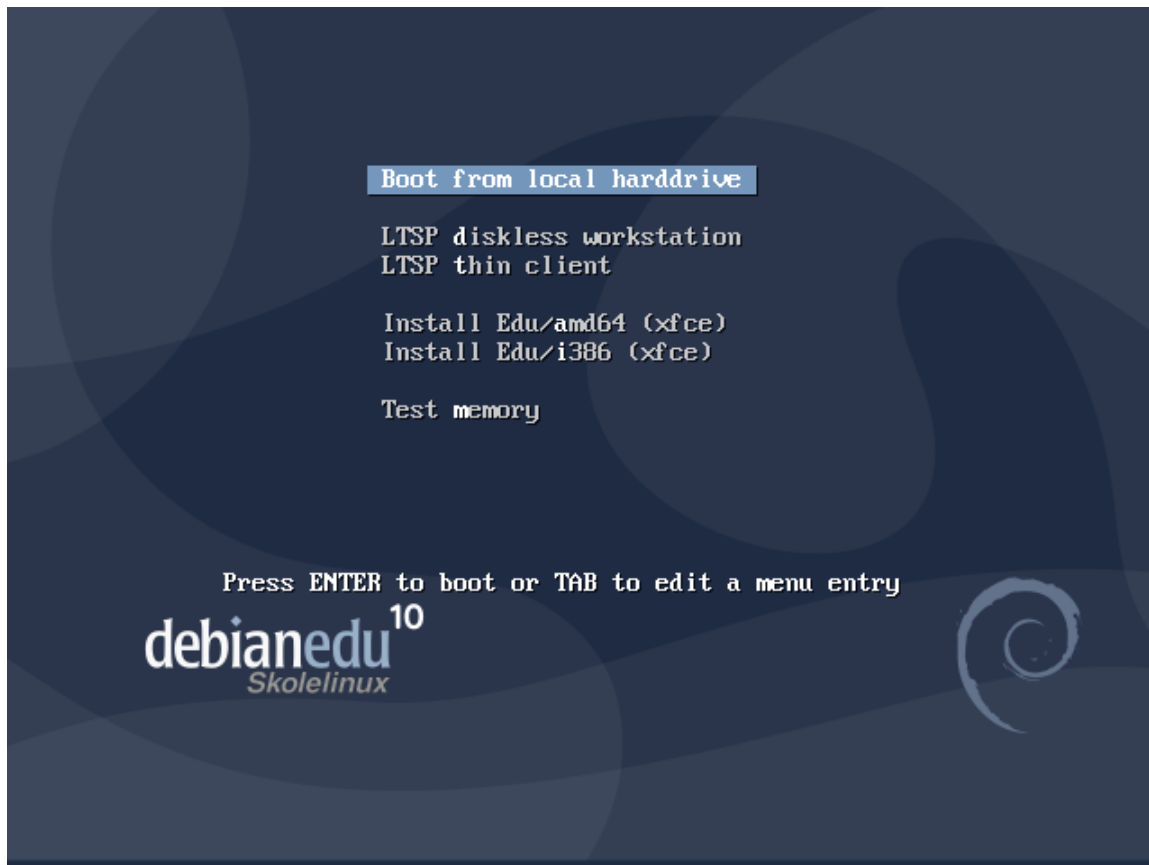 Boot from local harddrive
LTSP diskless workstation
LTSP thin client
Install Edu/amd64 (xfce)
Install Edu/i386 (xfce)
Test memory
Press ENTER to boot or TAB to edit a menu entry
debianedu 10
Skolelinux